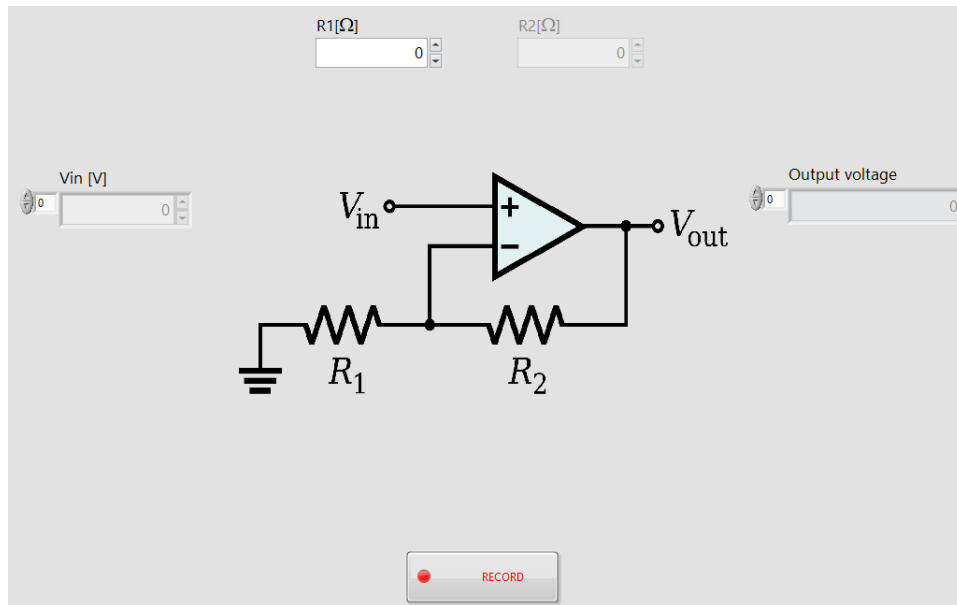 R1[Ω]
0
R2[Ω]
0
Vin [V]
0
0
Output voltage
0
0
Vin
+
−
Vout
R1
R2
RECORD